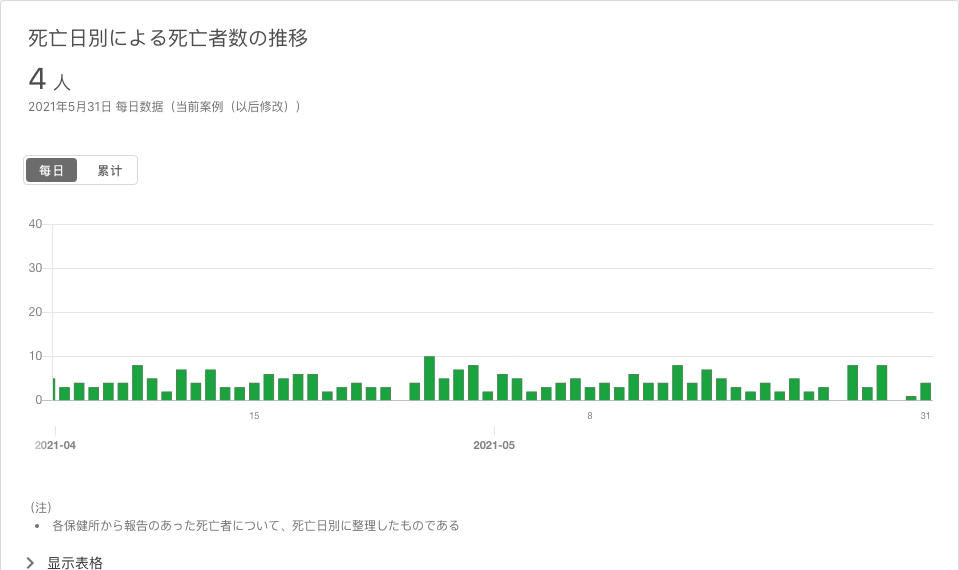 死亡日別による死亡者数の推移
4 人
2021年5月31日 每日数据（当前案例（以后修改））
每日 累计
40
30
20
10
0
15 8 31
2021-04 2021-05
（注）
• 各保健所から報告のあった死亡者について、死亡日別に整理したものである
显示表格